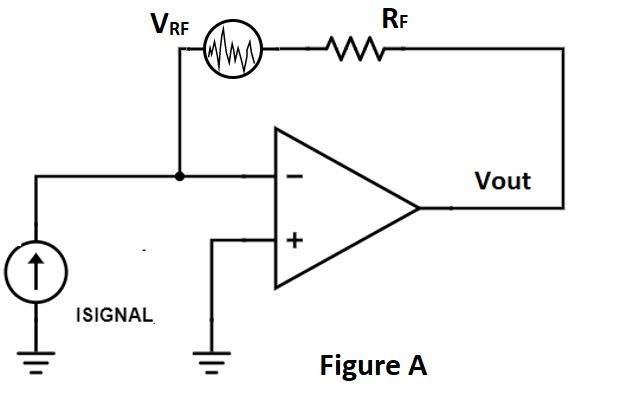 VRF
RF
−
Vout
+
ISIGNAL
Figure A